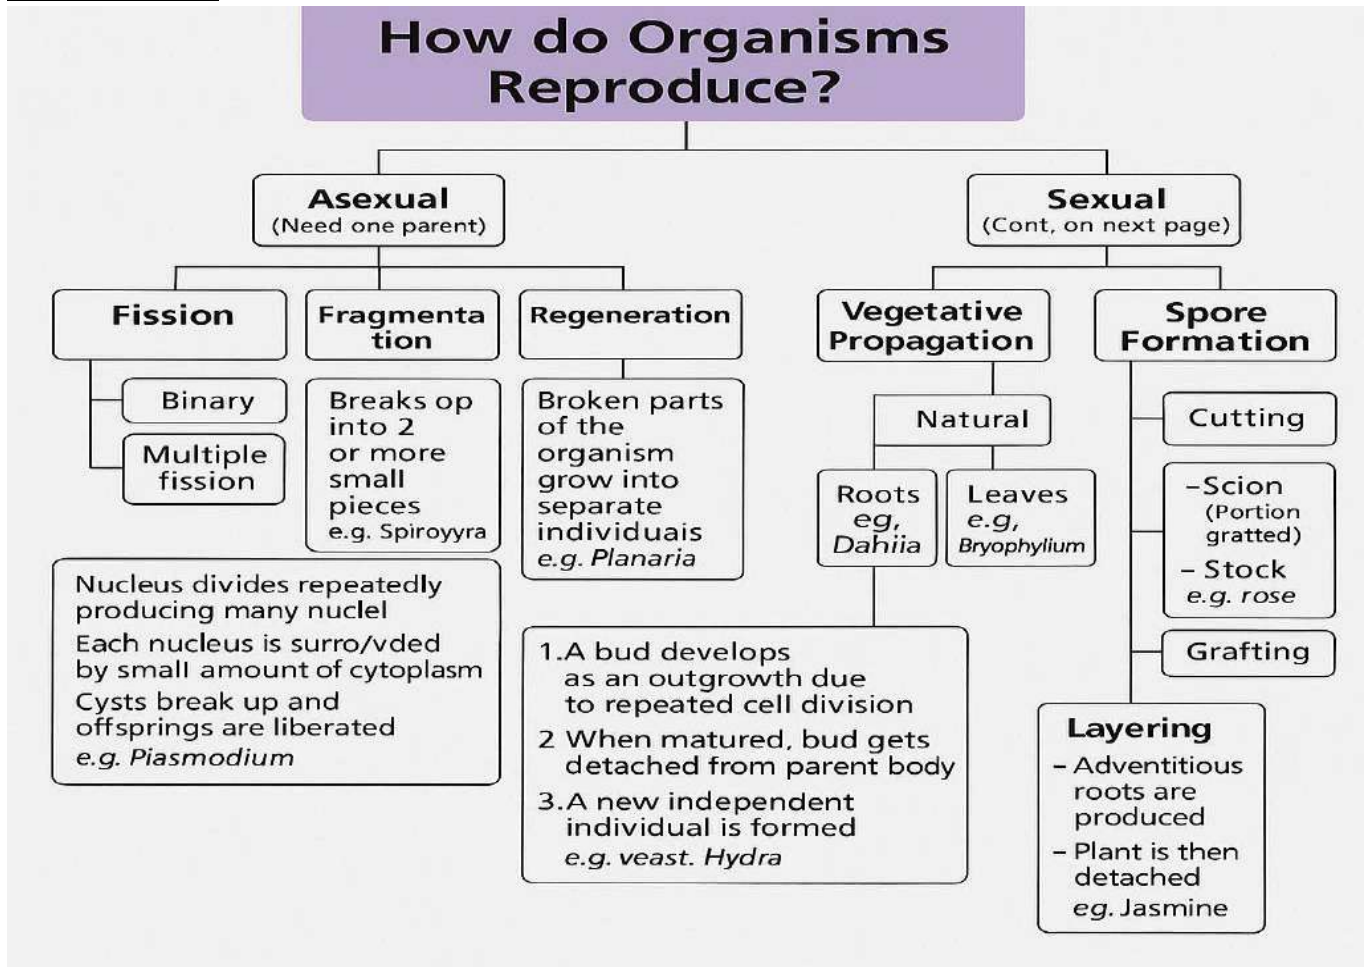 How do Organisms
Reproduce?
Asexual
(Need one parent)
Sexual
(Cont, on next page)
Fission
Fragmenta
tion
Regeneration
Vegetative
Propagation
Spore
Formation
Binary
Multiple
fission
Breaks op
into 2
or more
small
pieces
e.g. Spiroyyra
Broken parts
of the
organism
grow into
separate
individuais
e.g. Planaria
Natural
Roots
eg,
Dahiia
Leaves
e.g,
Bryophylium
Cutting
–Scion
(Portion
gratted)
– Stock
e.g. rose
Grafting
Nucleus divides repeatedly
producing many nuclel
Each nucleus is surro/vded
by small amount of cytoplasm
Cysts break up and
offsprings are liberated
e.g. Piasmodium
1.A bud develops
as an outgrowth due
to repeated cell division
2 When matured, bud gets
detached from parent body
3.A new independent
individual is formed
e.g. veast. Hydra
Layering
– Adventitious
roots are
produced
– Plant is then
detached
eg. Jasmine